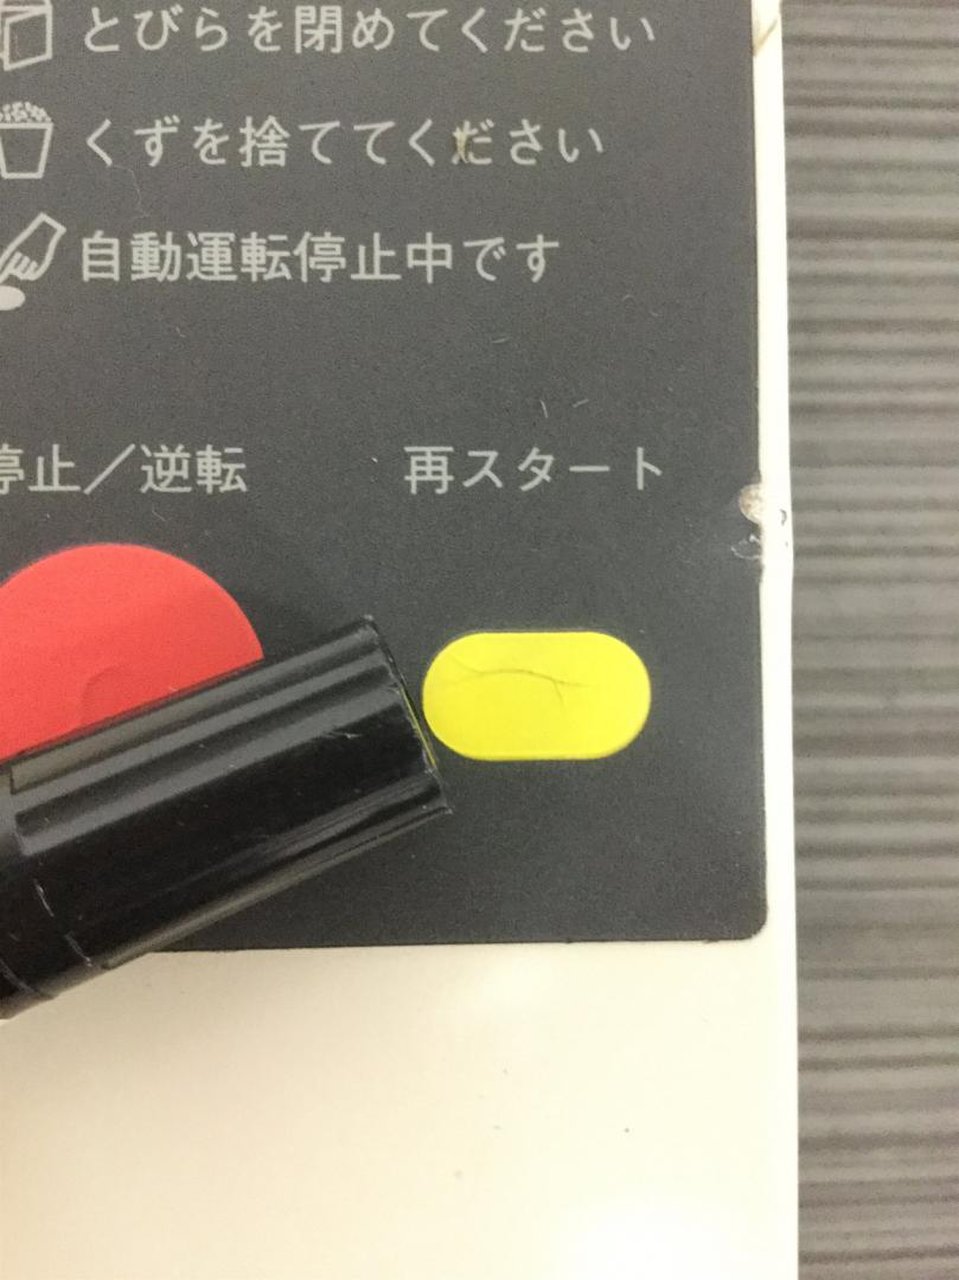 とびらを閉めてください
くずを捨ててください
自動運転停止中です
停止／逆転
再スタート